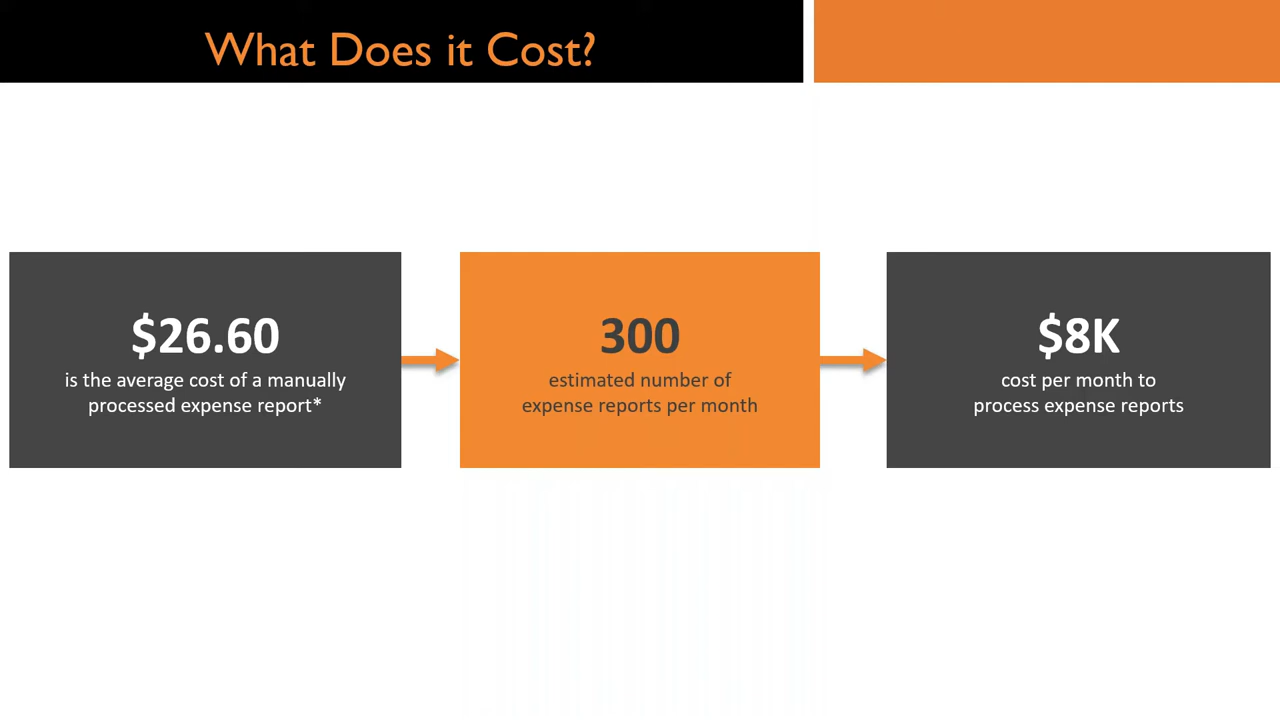 What Does it Cost?
$26.60
is the average cost of a manually
processed expense report*
300
estimated number of
expense reports per month
$8K
cost per month to
process expense reports